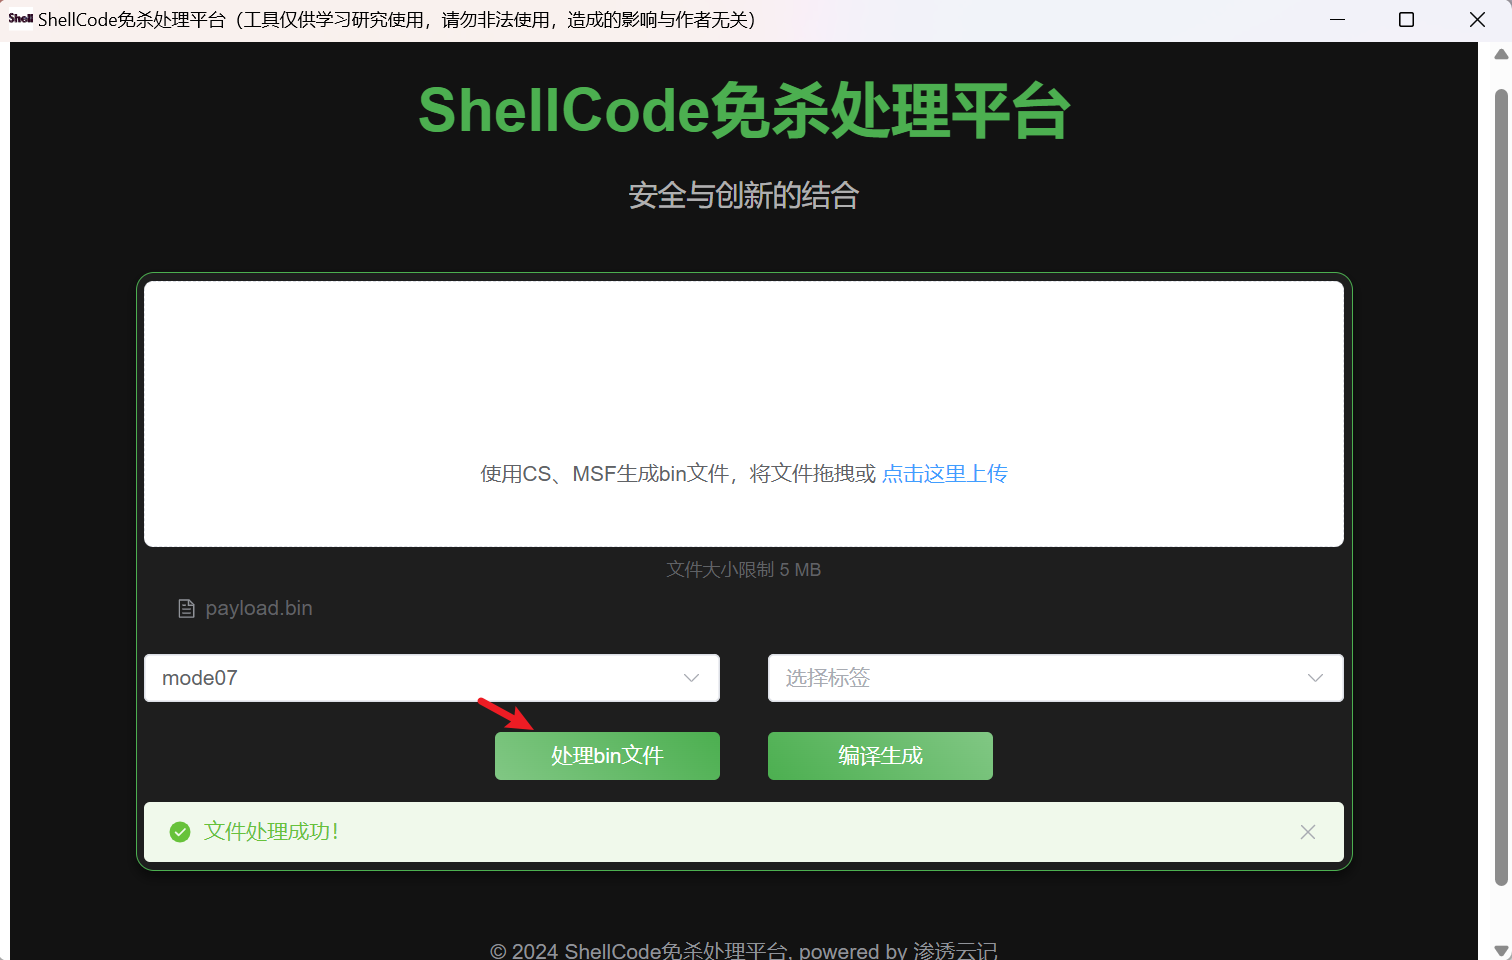 Shell ShellCode免杀处理平台（工具仅供学习研究使用，请勿非法使用，造成的影响与作者无关）
ShellCode免杀处理平台
安全与创新的结合
使用CS、MSF生成bin文件，将文件拖拽或 点击这里上传
文件大小限制 5 MB
payload.bin
mode07 选择标签
处理bin文件 编译生成
文件处理成功！
© 2024 ShellCode免杀处理平台, powered by 渗透云记